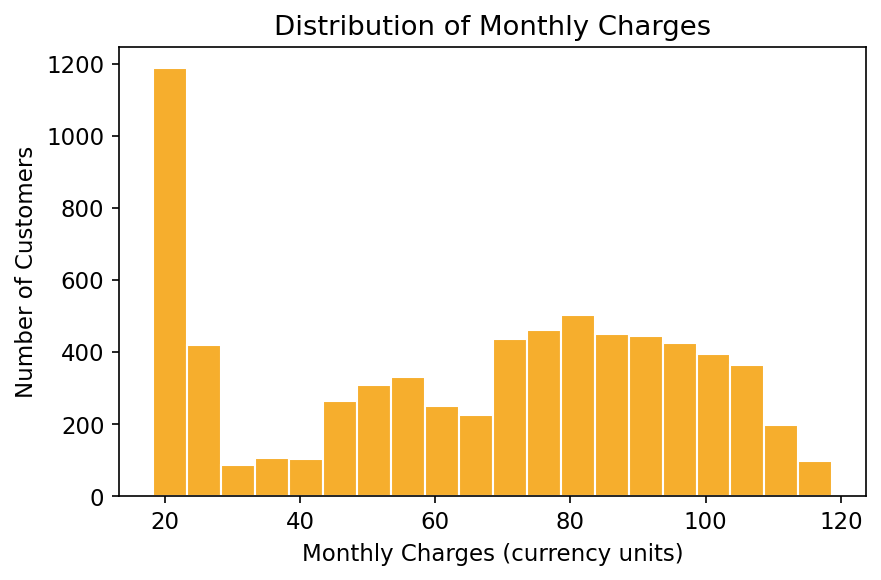 Distribution of Monthly Charges
Number of Customers
1200
1000
800
600
400
200
0
20 40 60 80 100 120
Monthly Charges (currency units)